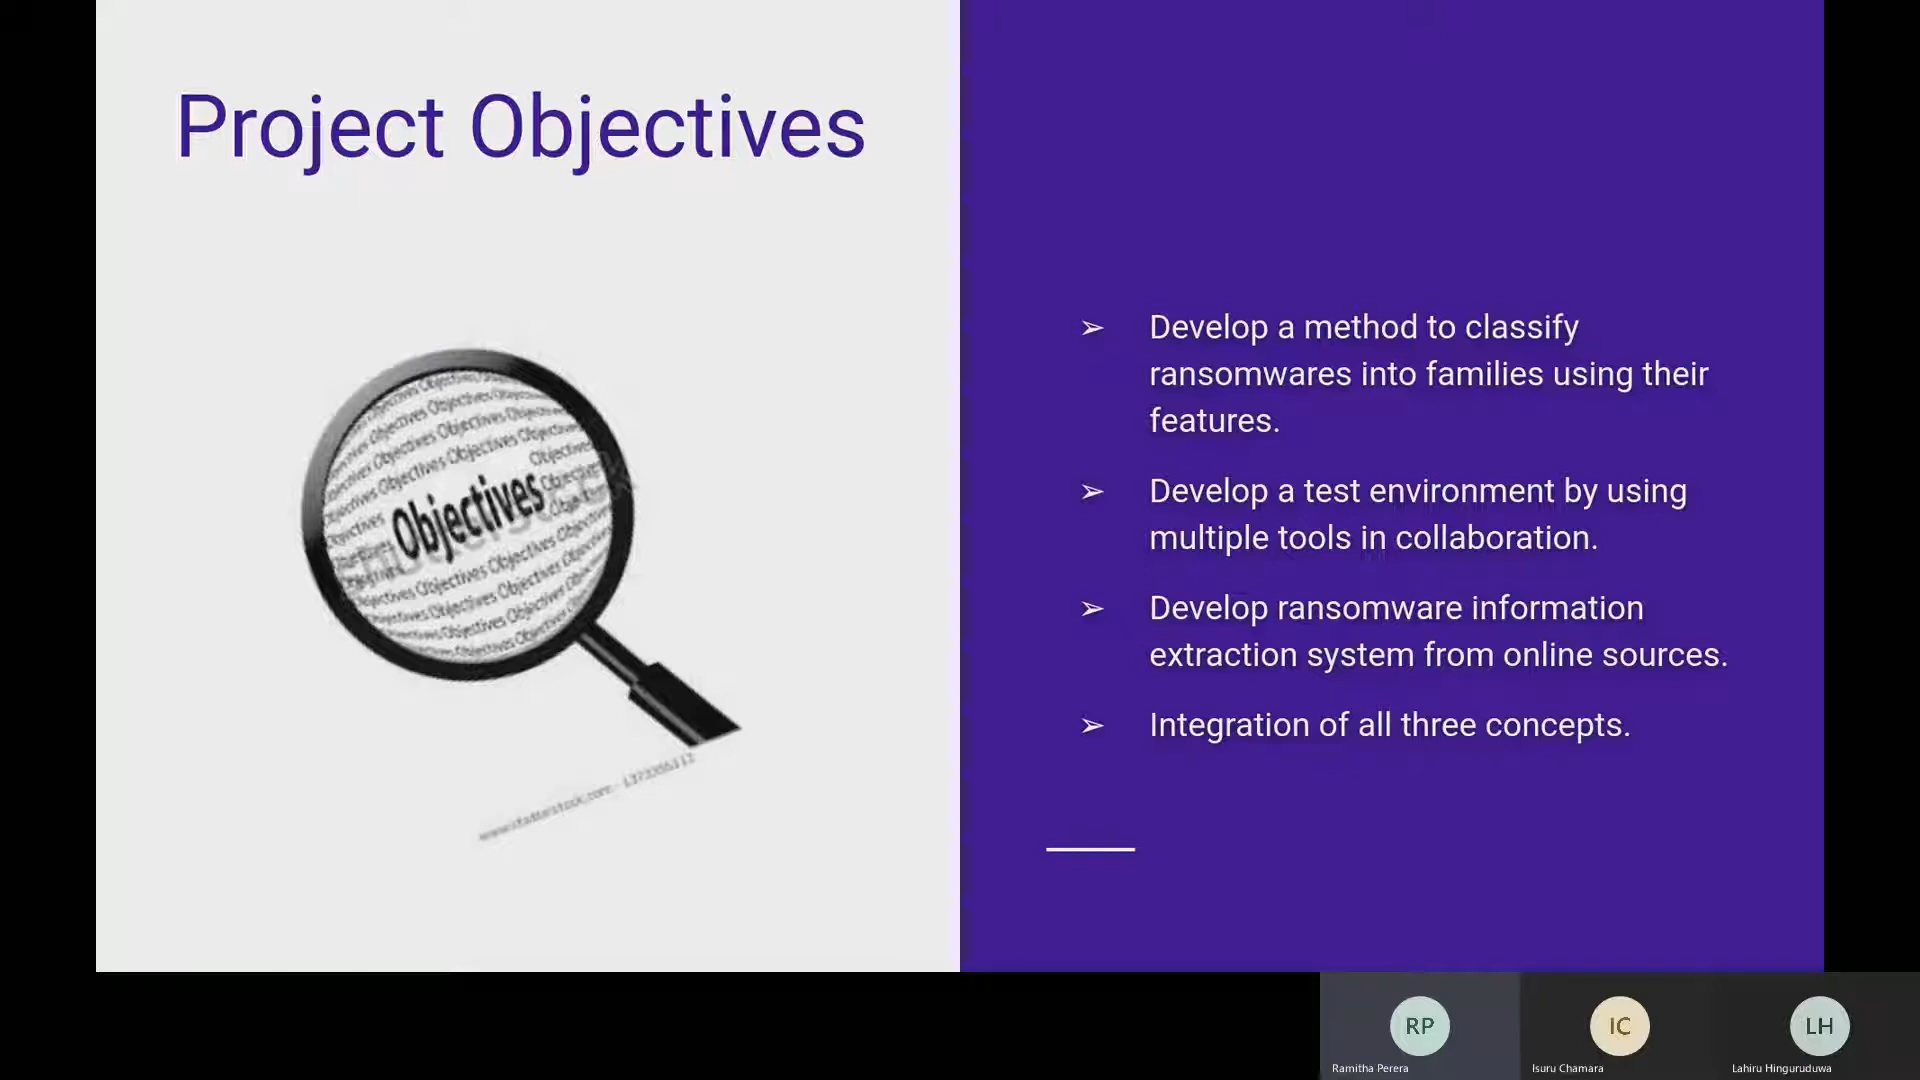 Project Objectives
Objectives
➢ Develop a method to classify
ransomwares into families using their
features.
➢ Develop a test environment by using
multiple tools in collaboration.
➢ Develop ransomware information
extraction system from online sources.
➢ Integration of all three concepts.
RP
IC
LH
Ramitha Perera
Isuru Chamara
Lahiru Hinguruduwa